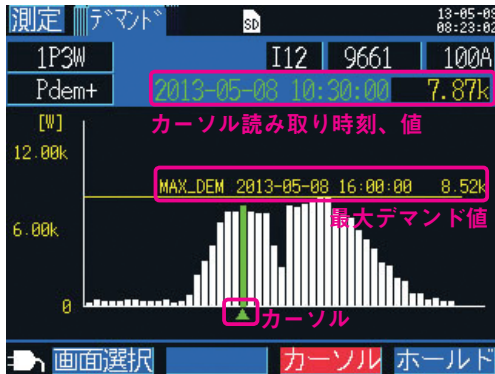 測定 デマンド SD 13-05-09
08:23:02
1P3W I12 9661 100A
Pdem+ 2013-05-08 10:30:00 7.87k
[W] カーソル読み取り時刻、値
12.00k
MAX_DEM 2013-05-08 16:00:00 8.52k
最大デマンド値
6.00k
0
カーソル
画面選択 カーソル ホールド